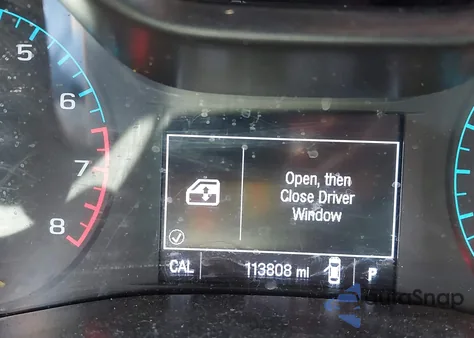 5
6
7
8
Open, then
Close Driver
Window
CAL 113808 mi P
AutoSnap